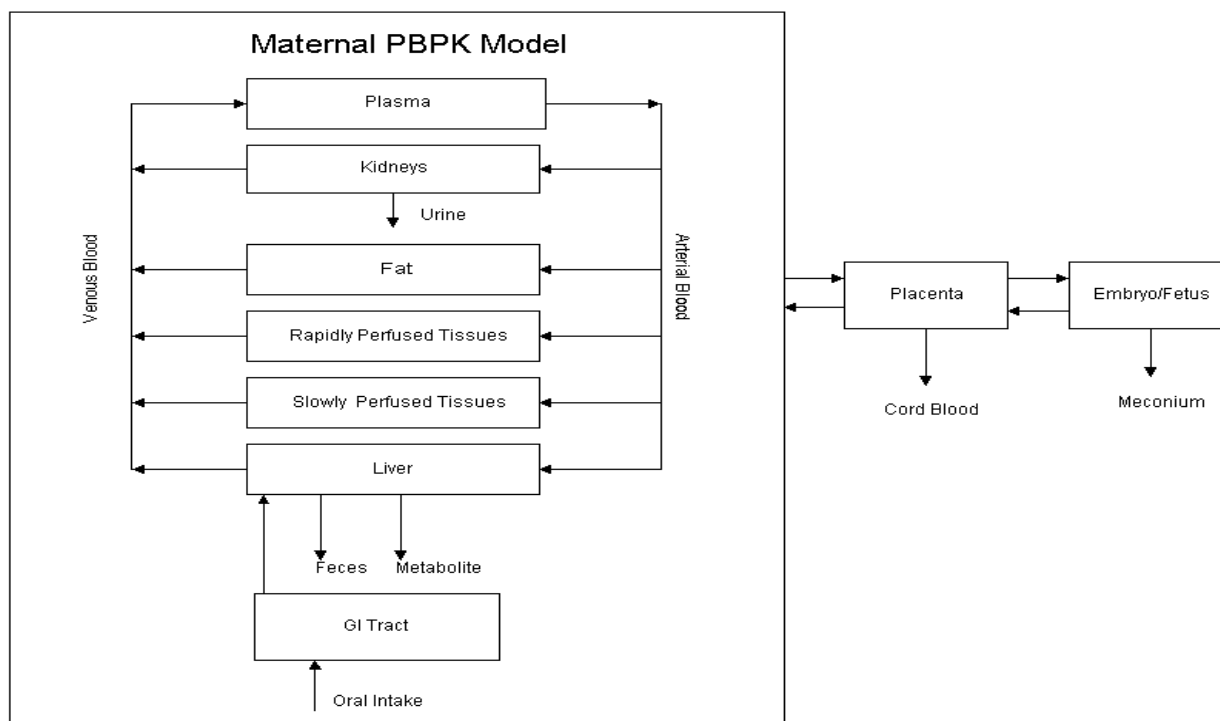 Maternal PBPK Model
Plasma
Kidneys
Urine
Venous Blood
Fat
Arterial Blood
Rapidly Perfused Tissues
Slowly Perfused Tissues
Liver
Feces
Metabolite
GI Tract
Oral Intake
Placenta
Embryo/Fetus
Cord Blood
Meconium